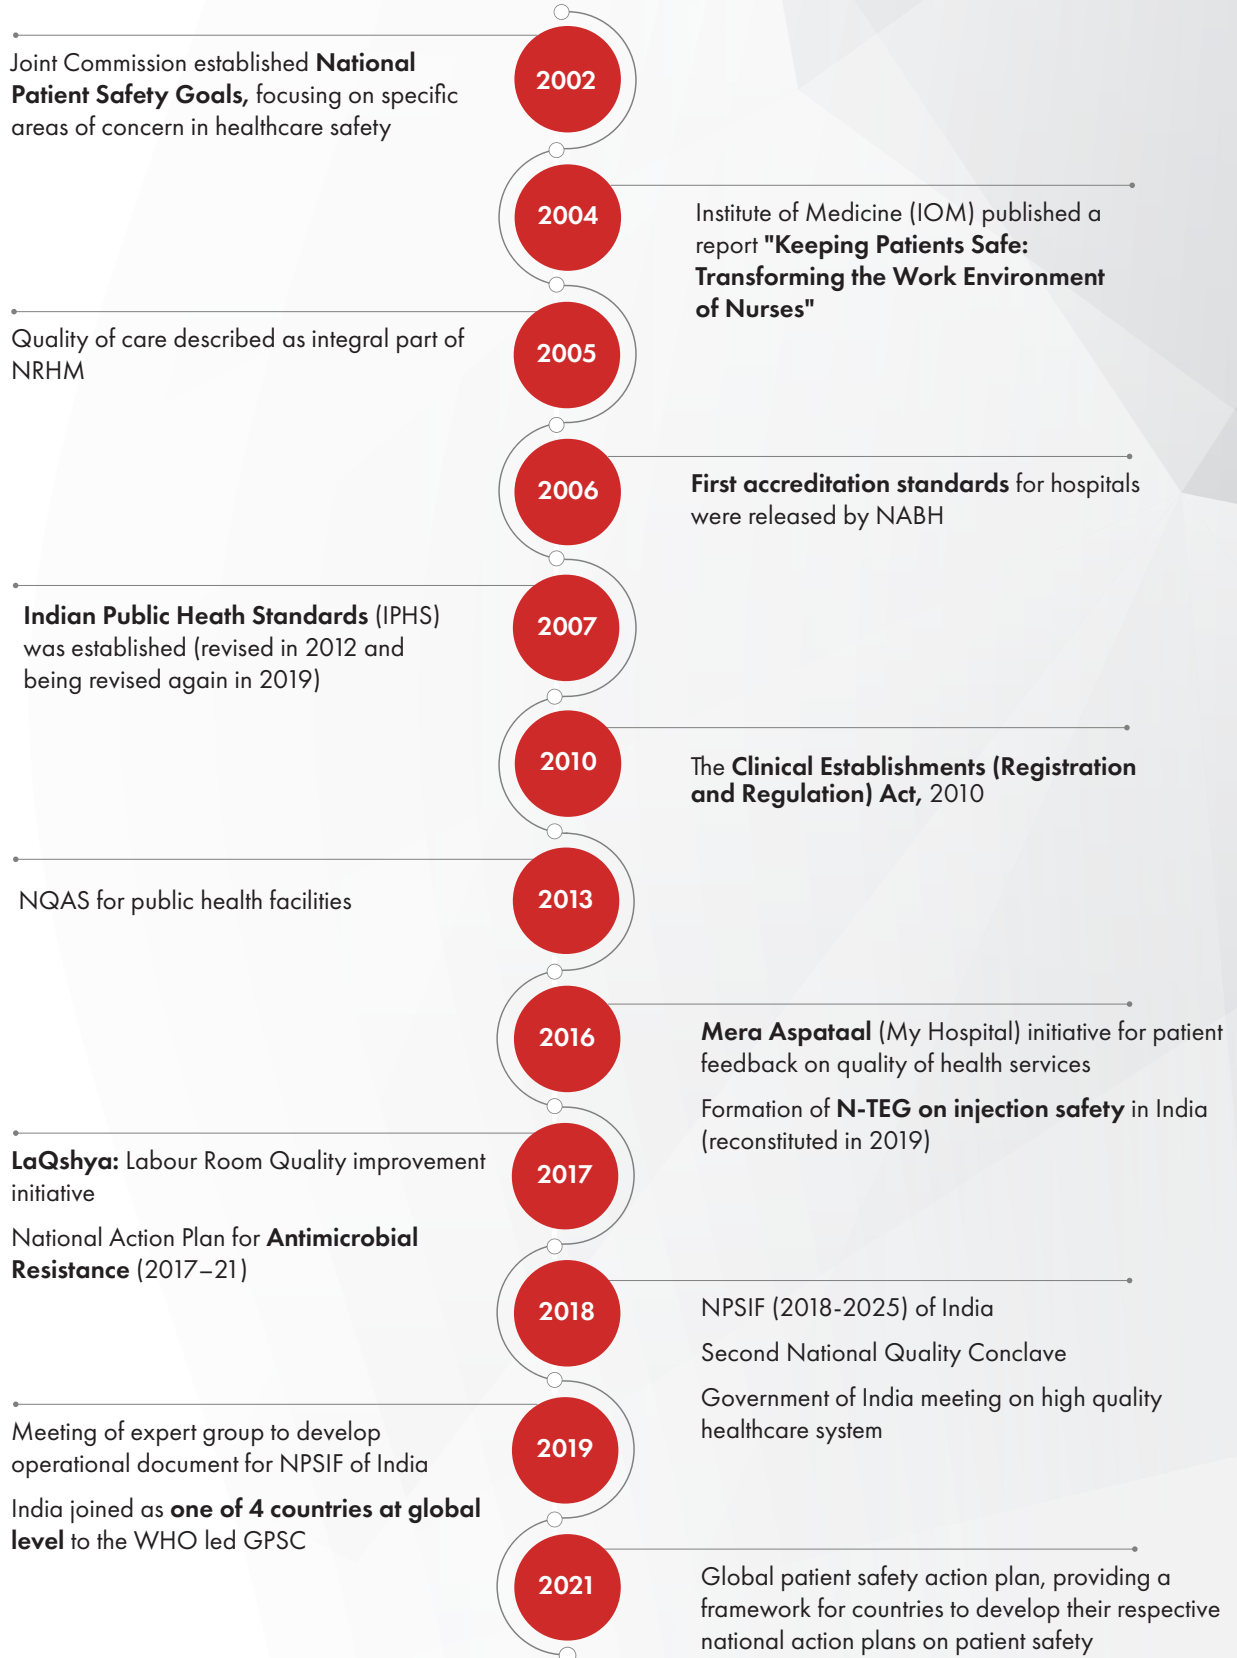 2002
Joint Commission established National
Patient Safety Goals, focusing on specific
areas of concern in healthcare safety
2004
Institute of Medicine (IOM) published a
report "Keeping Patients Safe:
Transforming the Work Environment
of Nurses"
2005
Quality of care described as integral part of
NRHM
2006
First accreditation standards for hospitals
were released by NABH
2007
Indian Public Heath Standards (IPHS)
was established (revised in 2012 and
being revised again in 2019)
2010
The Clinical Establishments (Registration
and Regulation) Act, 2010
2013
NQAS for public health facilities
2016
Mera Aspataal (My Hospital) initiative for patient
feedback on quality of health services
Formation of N-TEG on injection safety in India
(reconstituted in 2019)
2017
LaQshya: Labour Room Quality improvement
initiative
National Action Plan for Antimicrobial
Resistance (2017–21)
2018
NPSIF (2018-2025) of India
Second National Quality Conclave
Government of India meeting on high quality
healthcare system
2019
Meeting of expert group to develop
operational document for NPSIF of India
India joined as one of 4 countries at global
level to the WHO led GPSC
2021
Global patient safety action plan, providing a
framework for countries to develop their respective
national action plans on patient safety